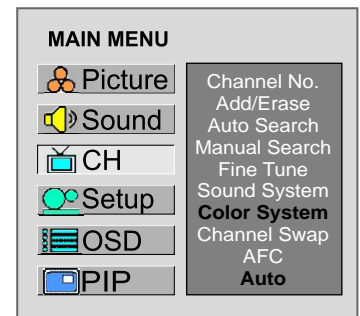 MAIN MENU
Picture
Sound
CH
Setup
OSD
PIP
Channel No.
Add/Erase
Auto Search
Manual Search
Fine Tune
Sound System
Color System
Channel Swap
AFC
Auto